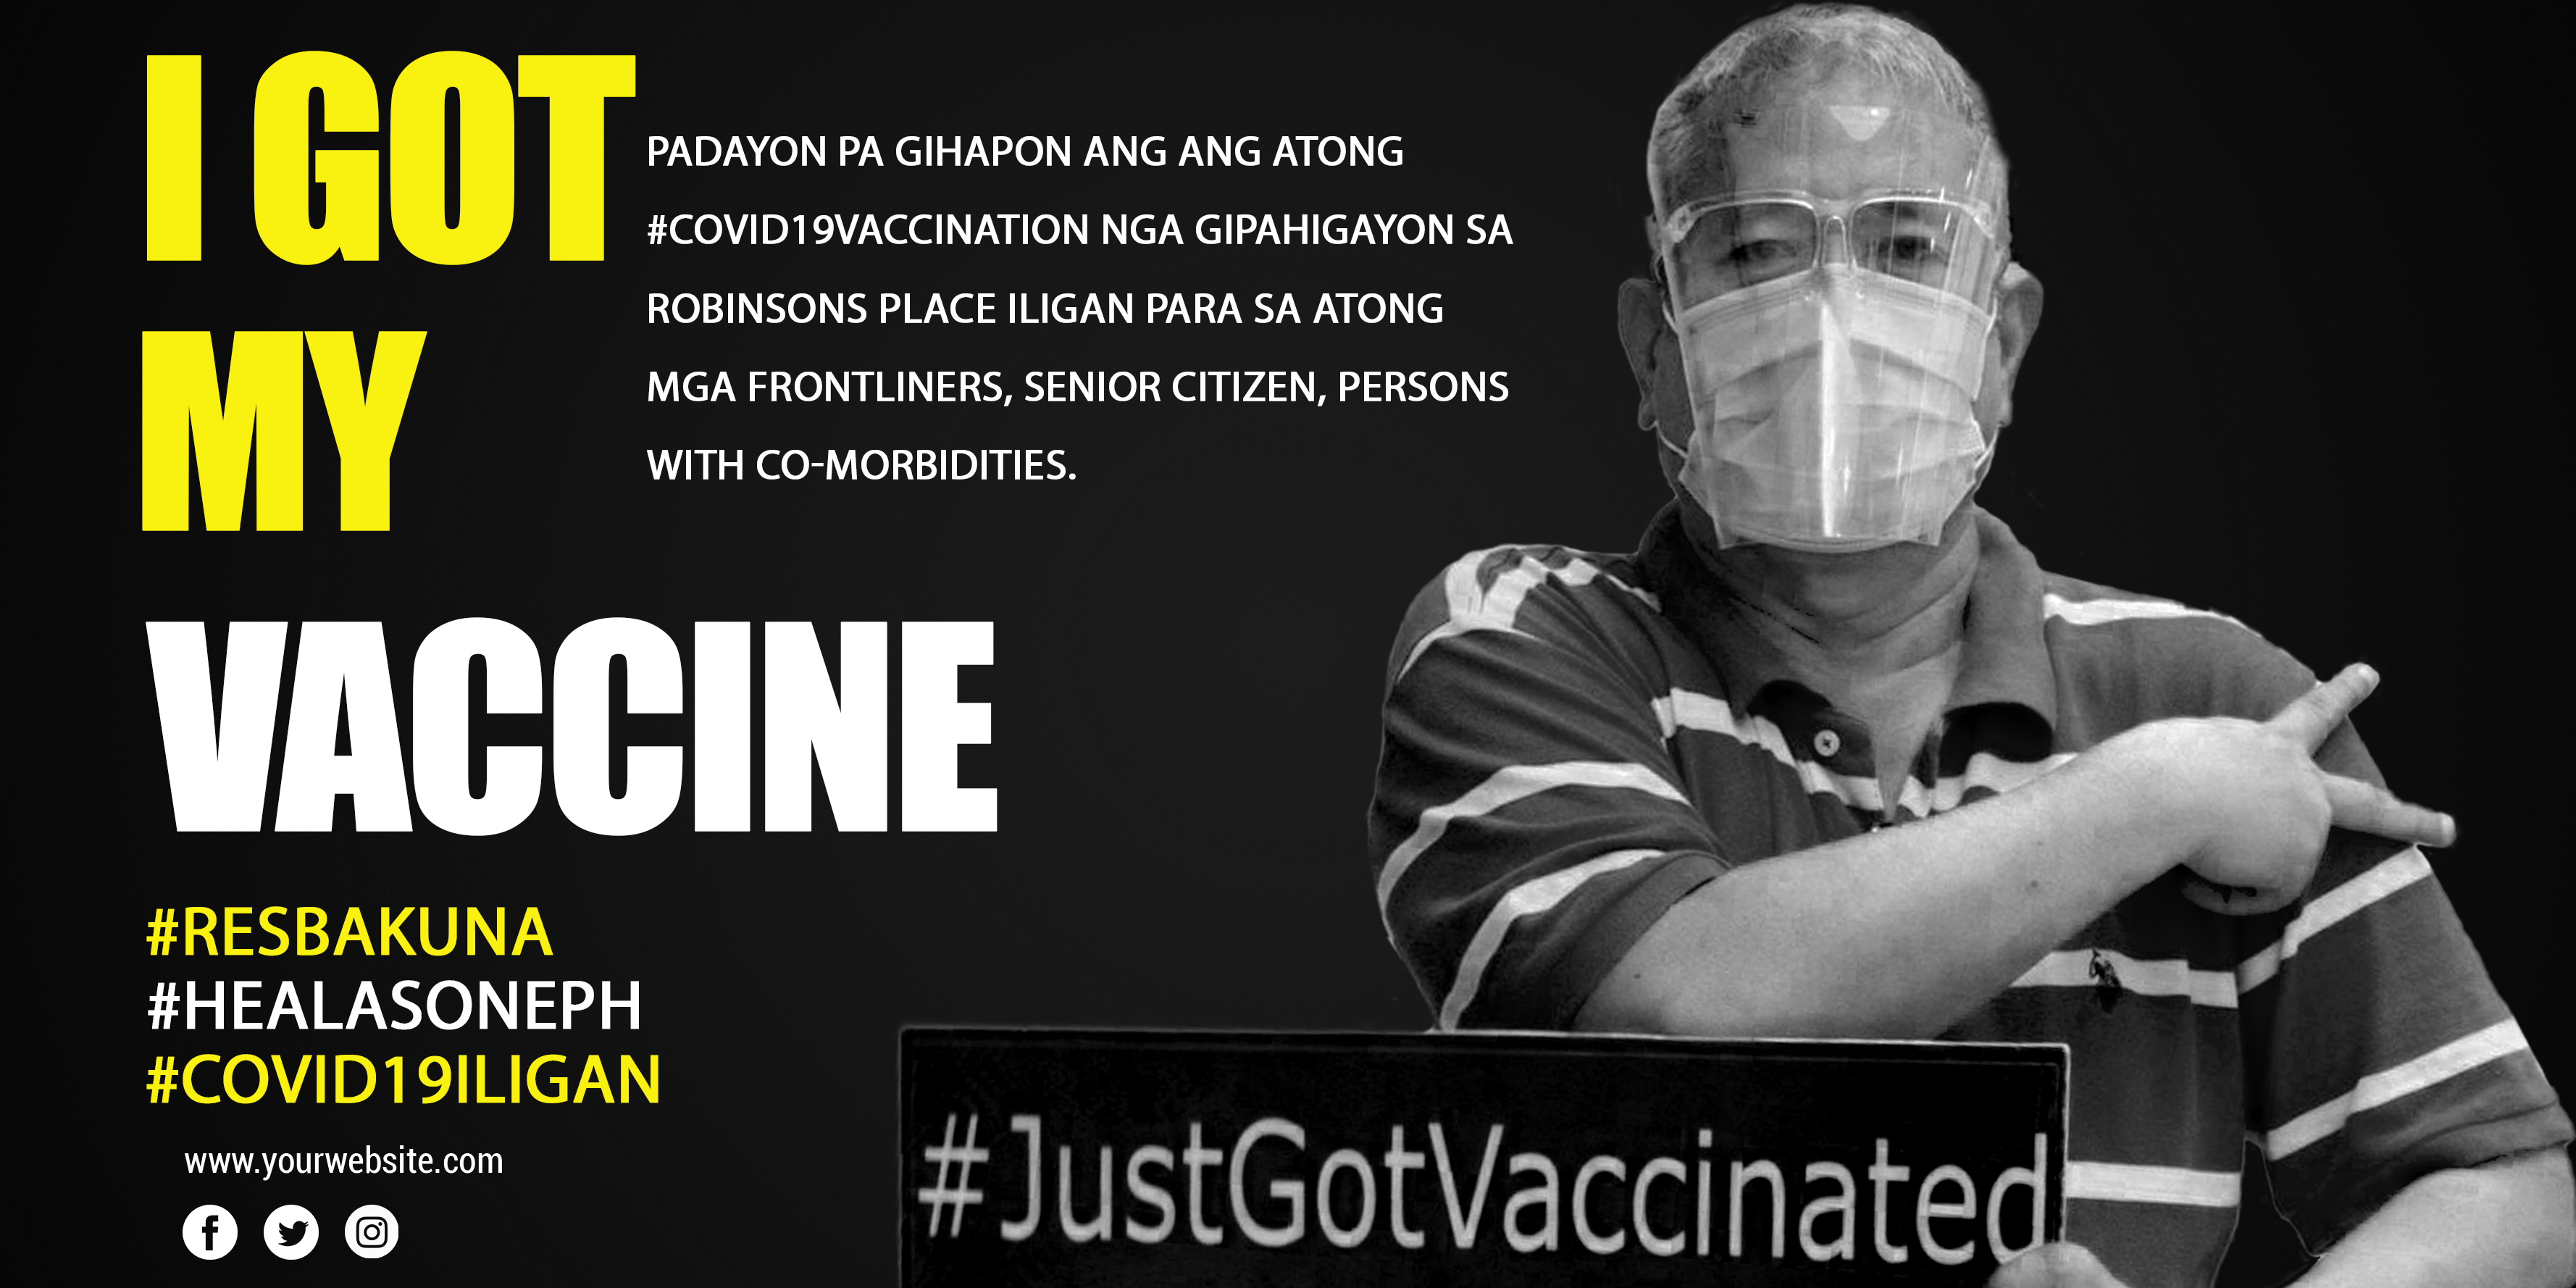 I GOT
MY
VACCINE
PADAYON PA GIHAPON ANG ANG ATONG
#COVID19VACCINATION NGA GIPAHIGAYON SA
ROBINSONS PLACE ILIGAN PARA SA ATONG
MGA FRONTLINERS, SENIOR CITIZEN, PERSONS
WITH CO-MORBIDITIES.
#RESBAKUNA
#HEALASONEPH
#COVID19ILIGAN
www.yourwebsite.com
#JustGotVaccinated